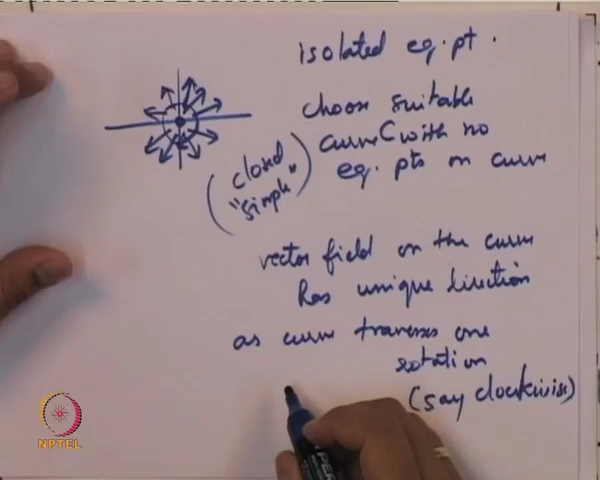 isolated eq. pt.
choose suitable
curve C with no
eq. pts on curve
(closed
"simple")
vector field on the curve
has unique direction
as curve traverses one
rotation
(say clockwise)
NPTEL